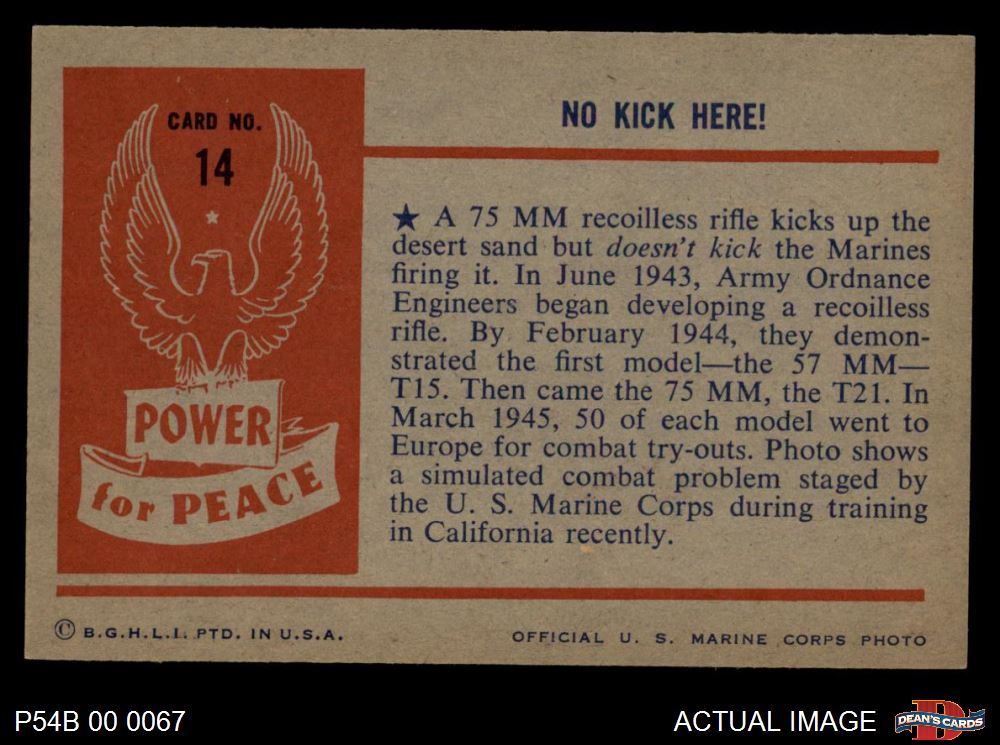 CARD NO.
14
POWER
for PEACE
NO KICK HERE!
★ A 75 MM recoilless rifle kicks up the
desert sand but doesn't kick the Marines
firing it. In June 1943, Army Ordnance
Engineers began developing a recoilless
rifle. By February 1944, they demon-
strated the first model—the 57 MM—
T15. Then came the 75 MM, the T21. In
March 1945, 50 of each model went to
Europe for combat try-outs. Photo shows
a simulated combat problem staged by
the U. S. Marine Corps during training
in California recently.
© B.G.H.L.I. PTD. IN U.S.A.
OFFICIAL U. S. MARINE CORPS PHOTO
P54B 00 0067
ACTUAL IMAGE
D
DEAN'S CARDS